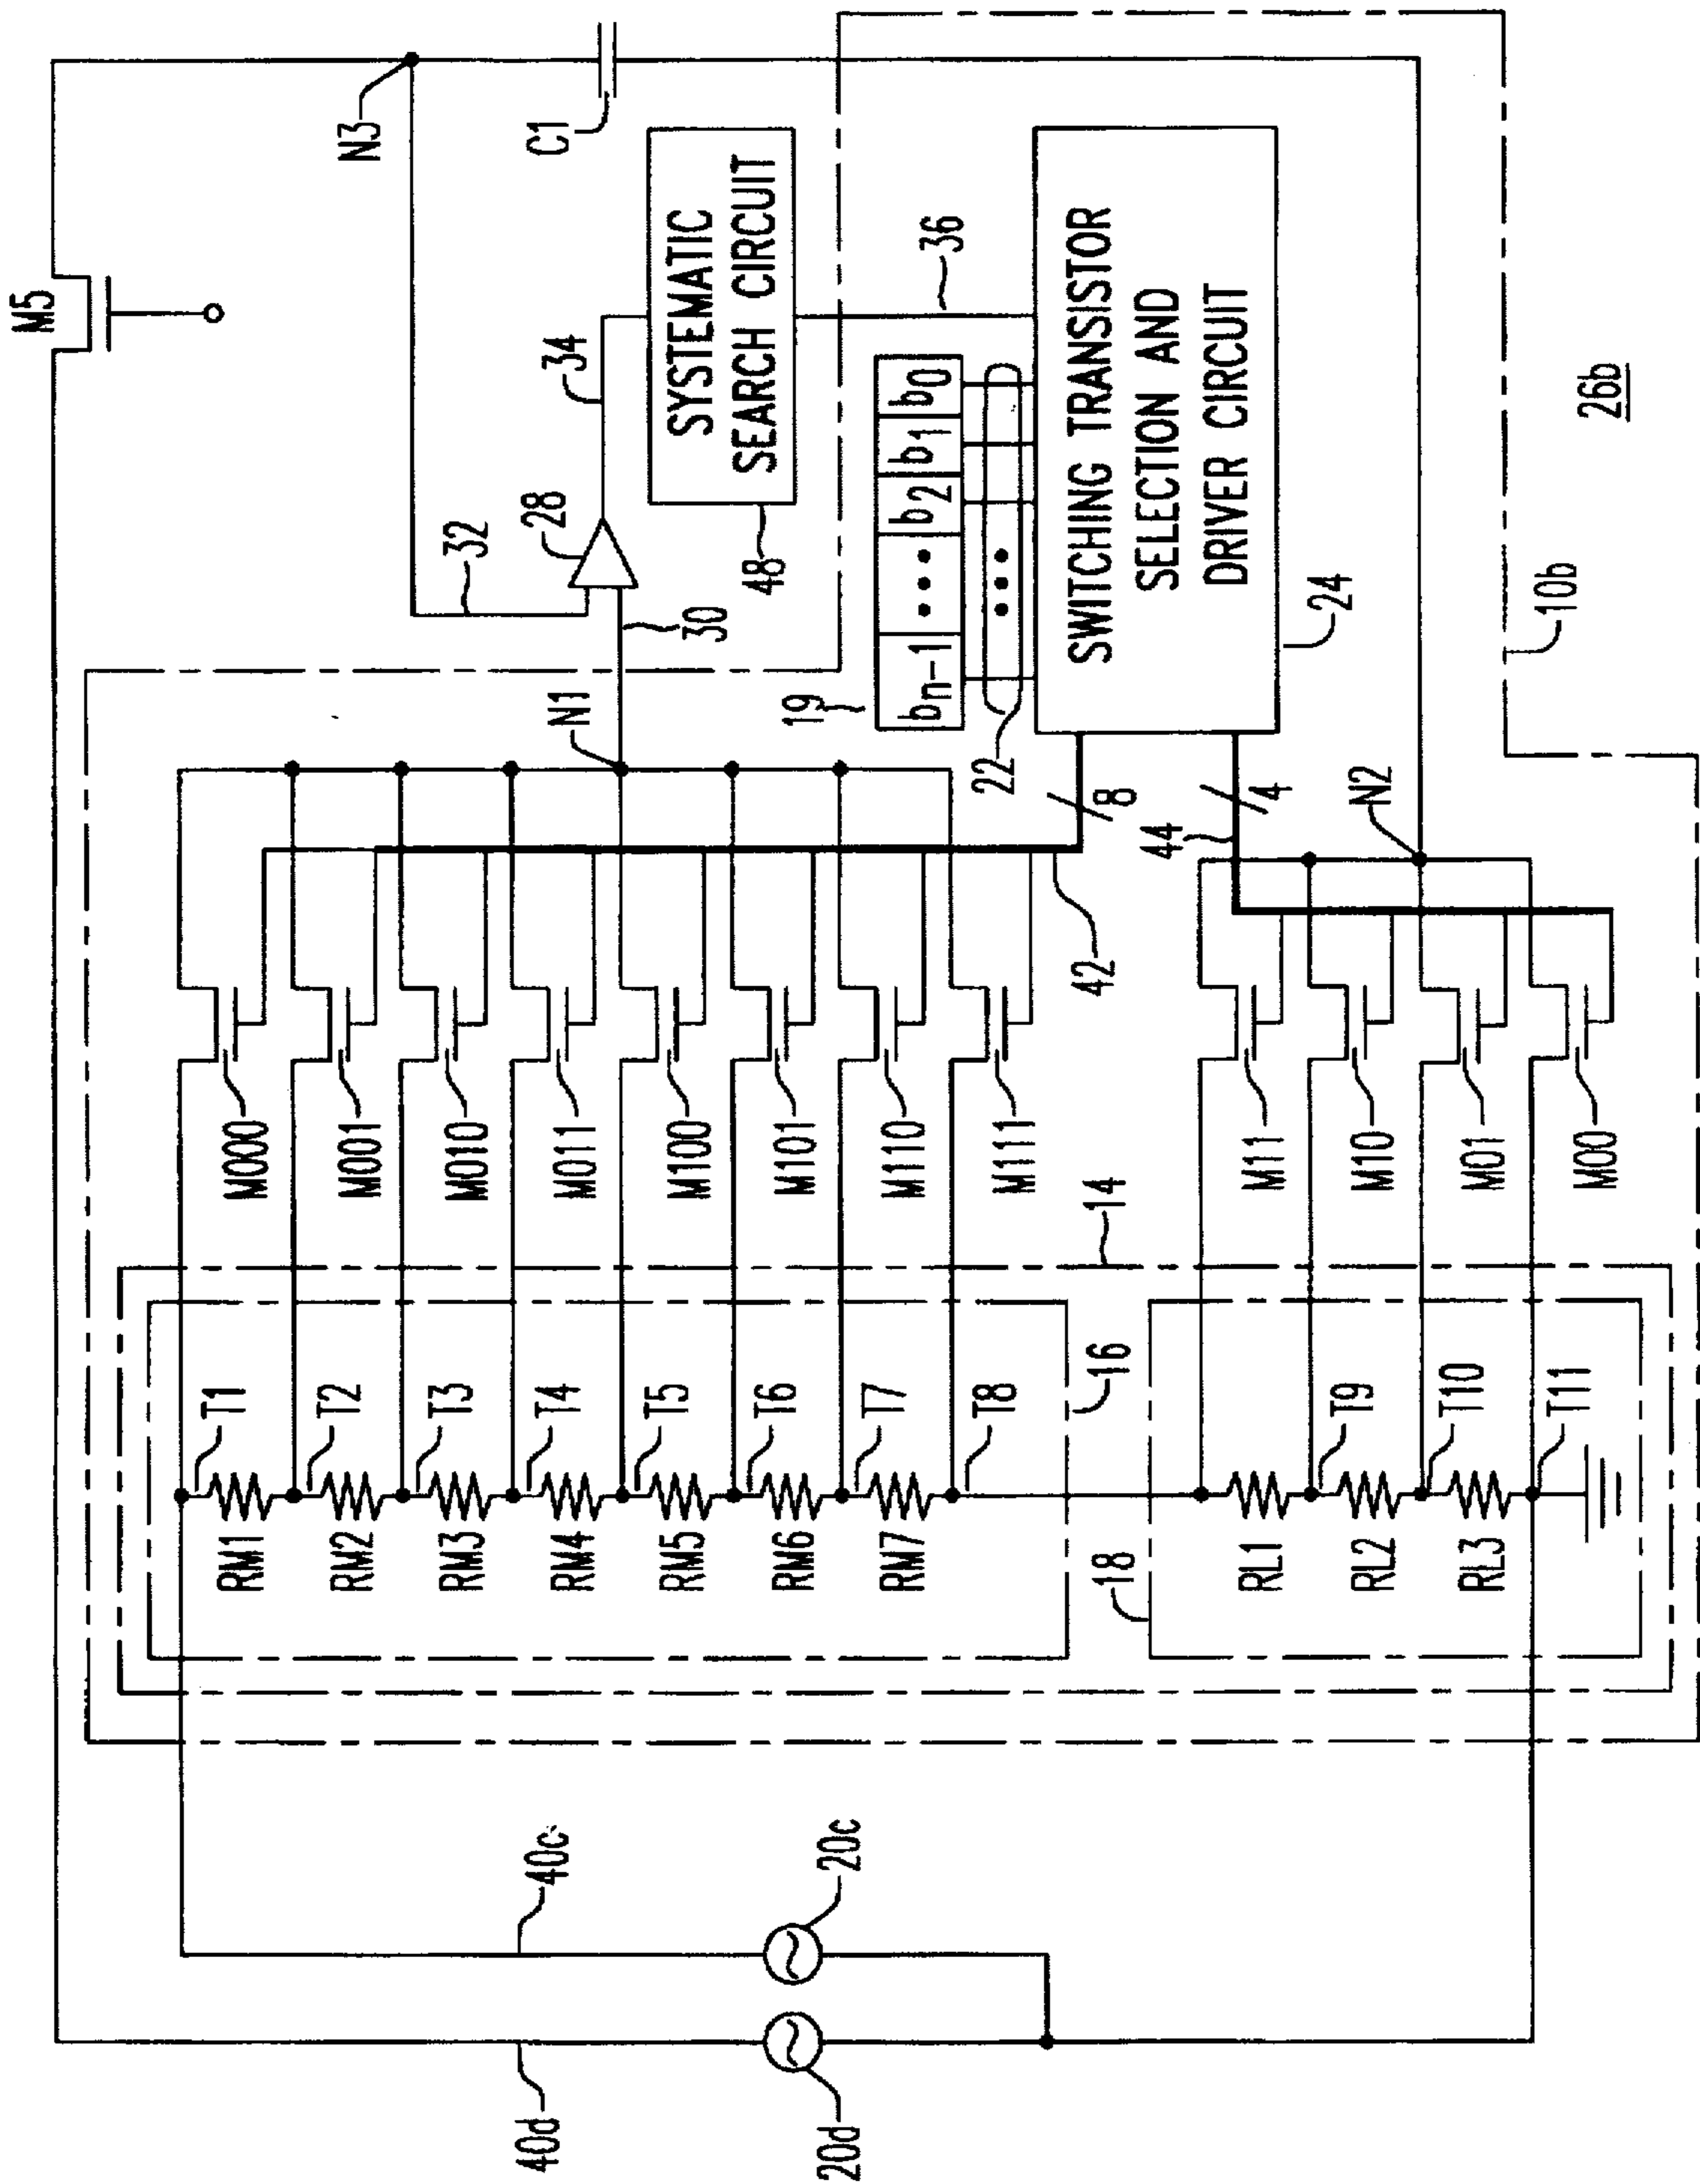 M5
N3
C1
SYSTEMATIC
SEARCH CIRCUIT
34
32
28
48
30
36
N1
19
bn-1 ••• b2 b1 b0
•••
22
SWITCHING TRANSISTOR
SELECTION AND
DRIVER CIRCUIT
24
10b
26b
8
4
44
N2
42
M000
M001
M010
M011
M100
M101
M110
M111
M11
M10
M01
M00
14
16
18
T1
T2
T3
T4
T5
T6
T7
T8
T9
T10
T11
RM1
RM2
RM3
RM4
RM5
RM6
RM7
RL1
RL2
RL3
40c
20c
40d
20d